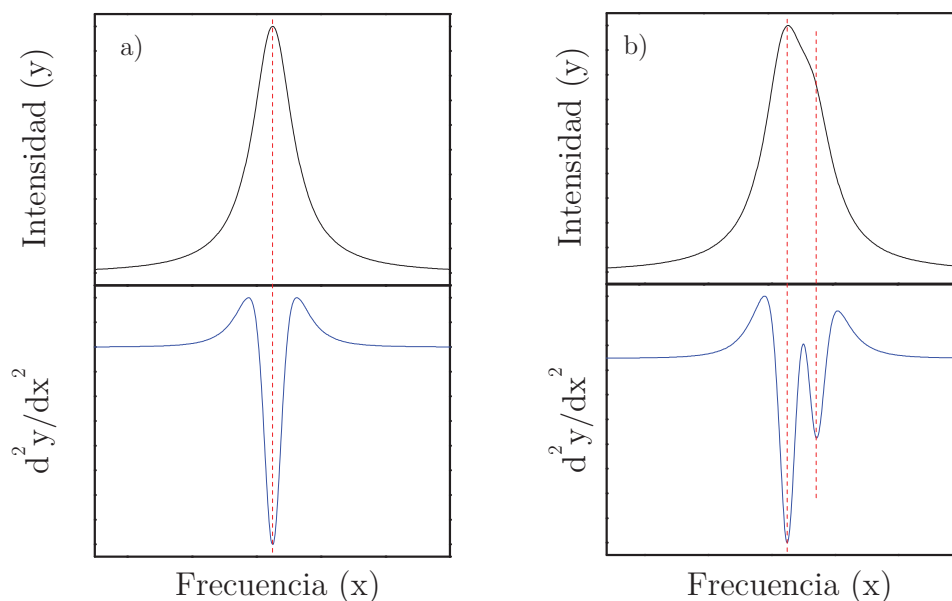 a)
Intensidad (y)
d²y/dx²
Frecuencia (x)
b)
Intensidad (y)
d²y/dx²
Frecuencia (x)